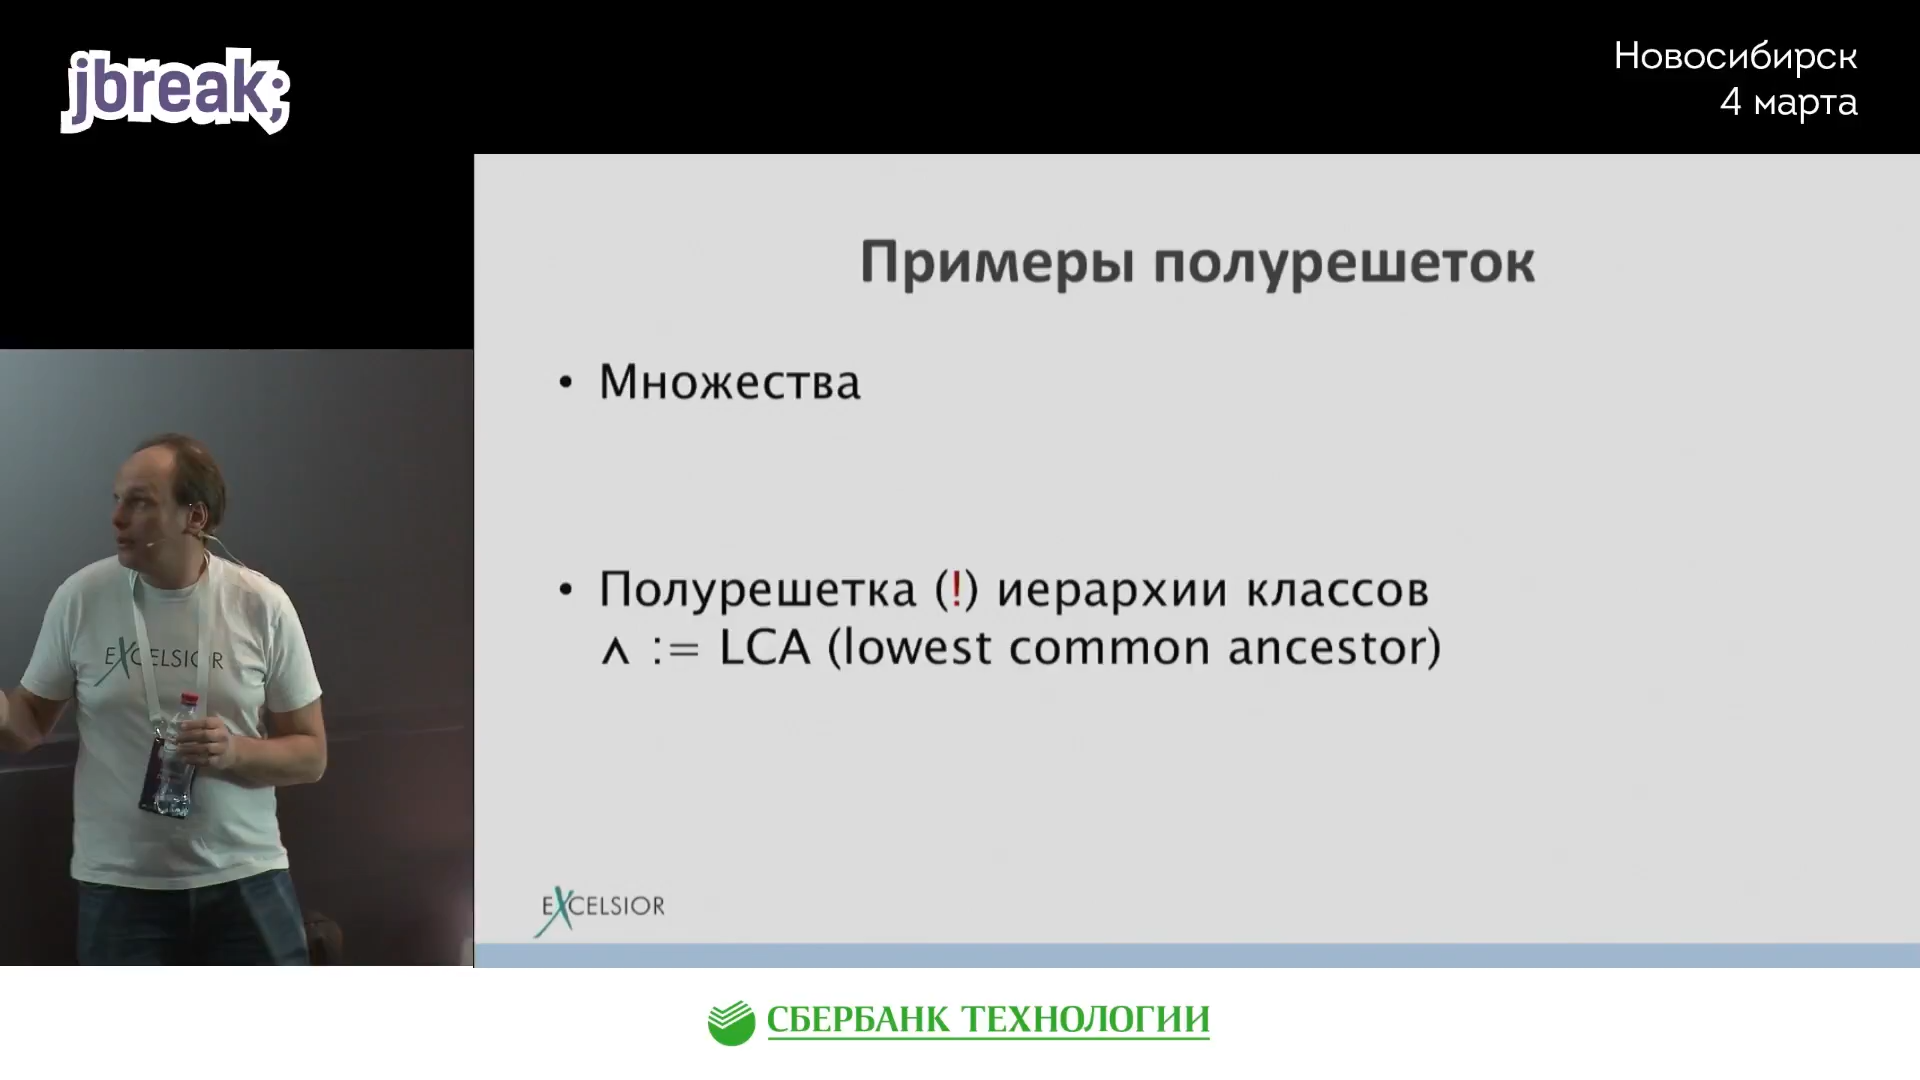 jbreak;
Новосибирск
4 марта
Примеры полурешеток
• Множества
• Полурешетка (!) иерархии классов
∧ := LCA (lowest common ancestor)
EXCELSIOR
EXCELSIOR
СБЕРБАНК ТЕХНОЛОГИИ